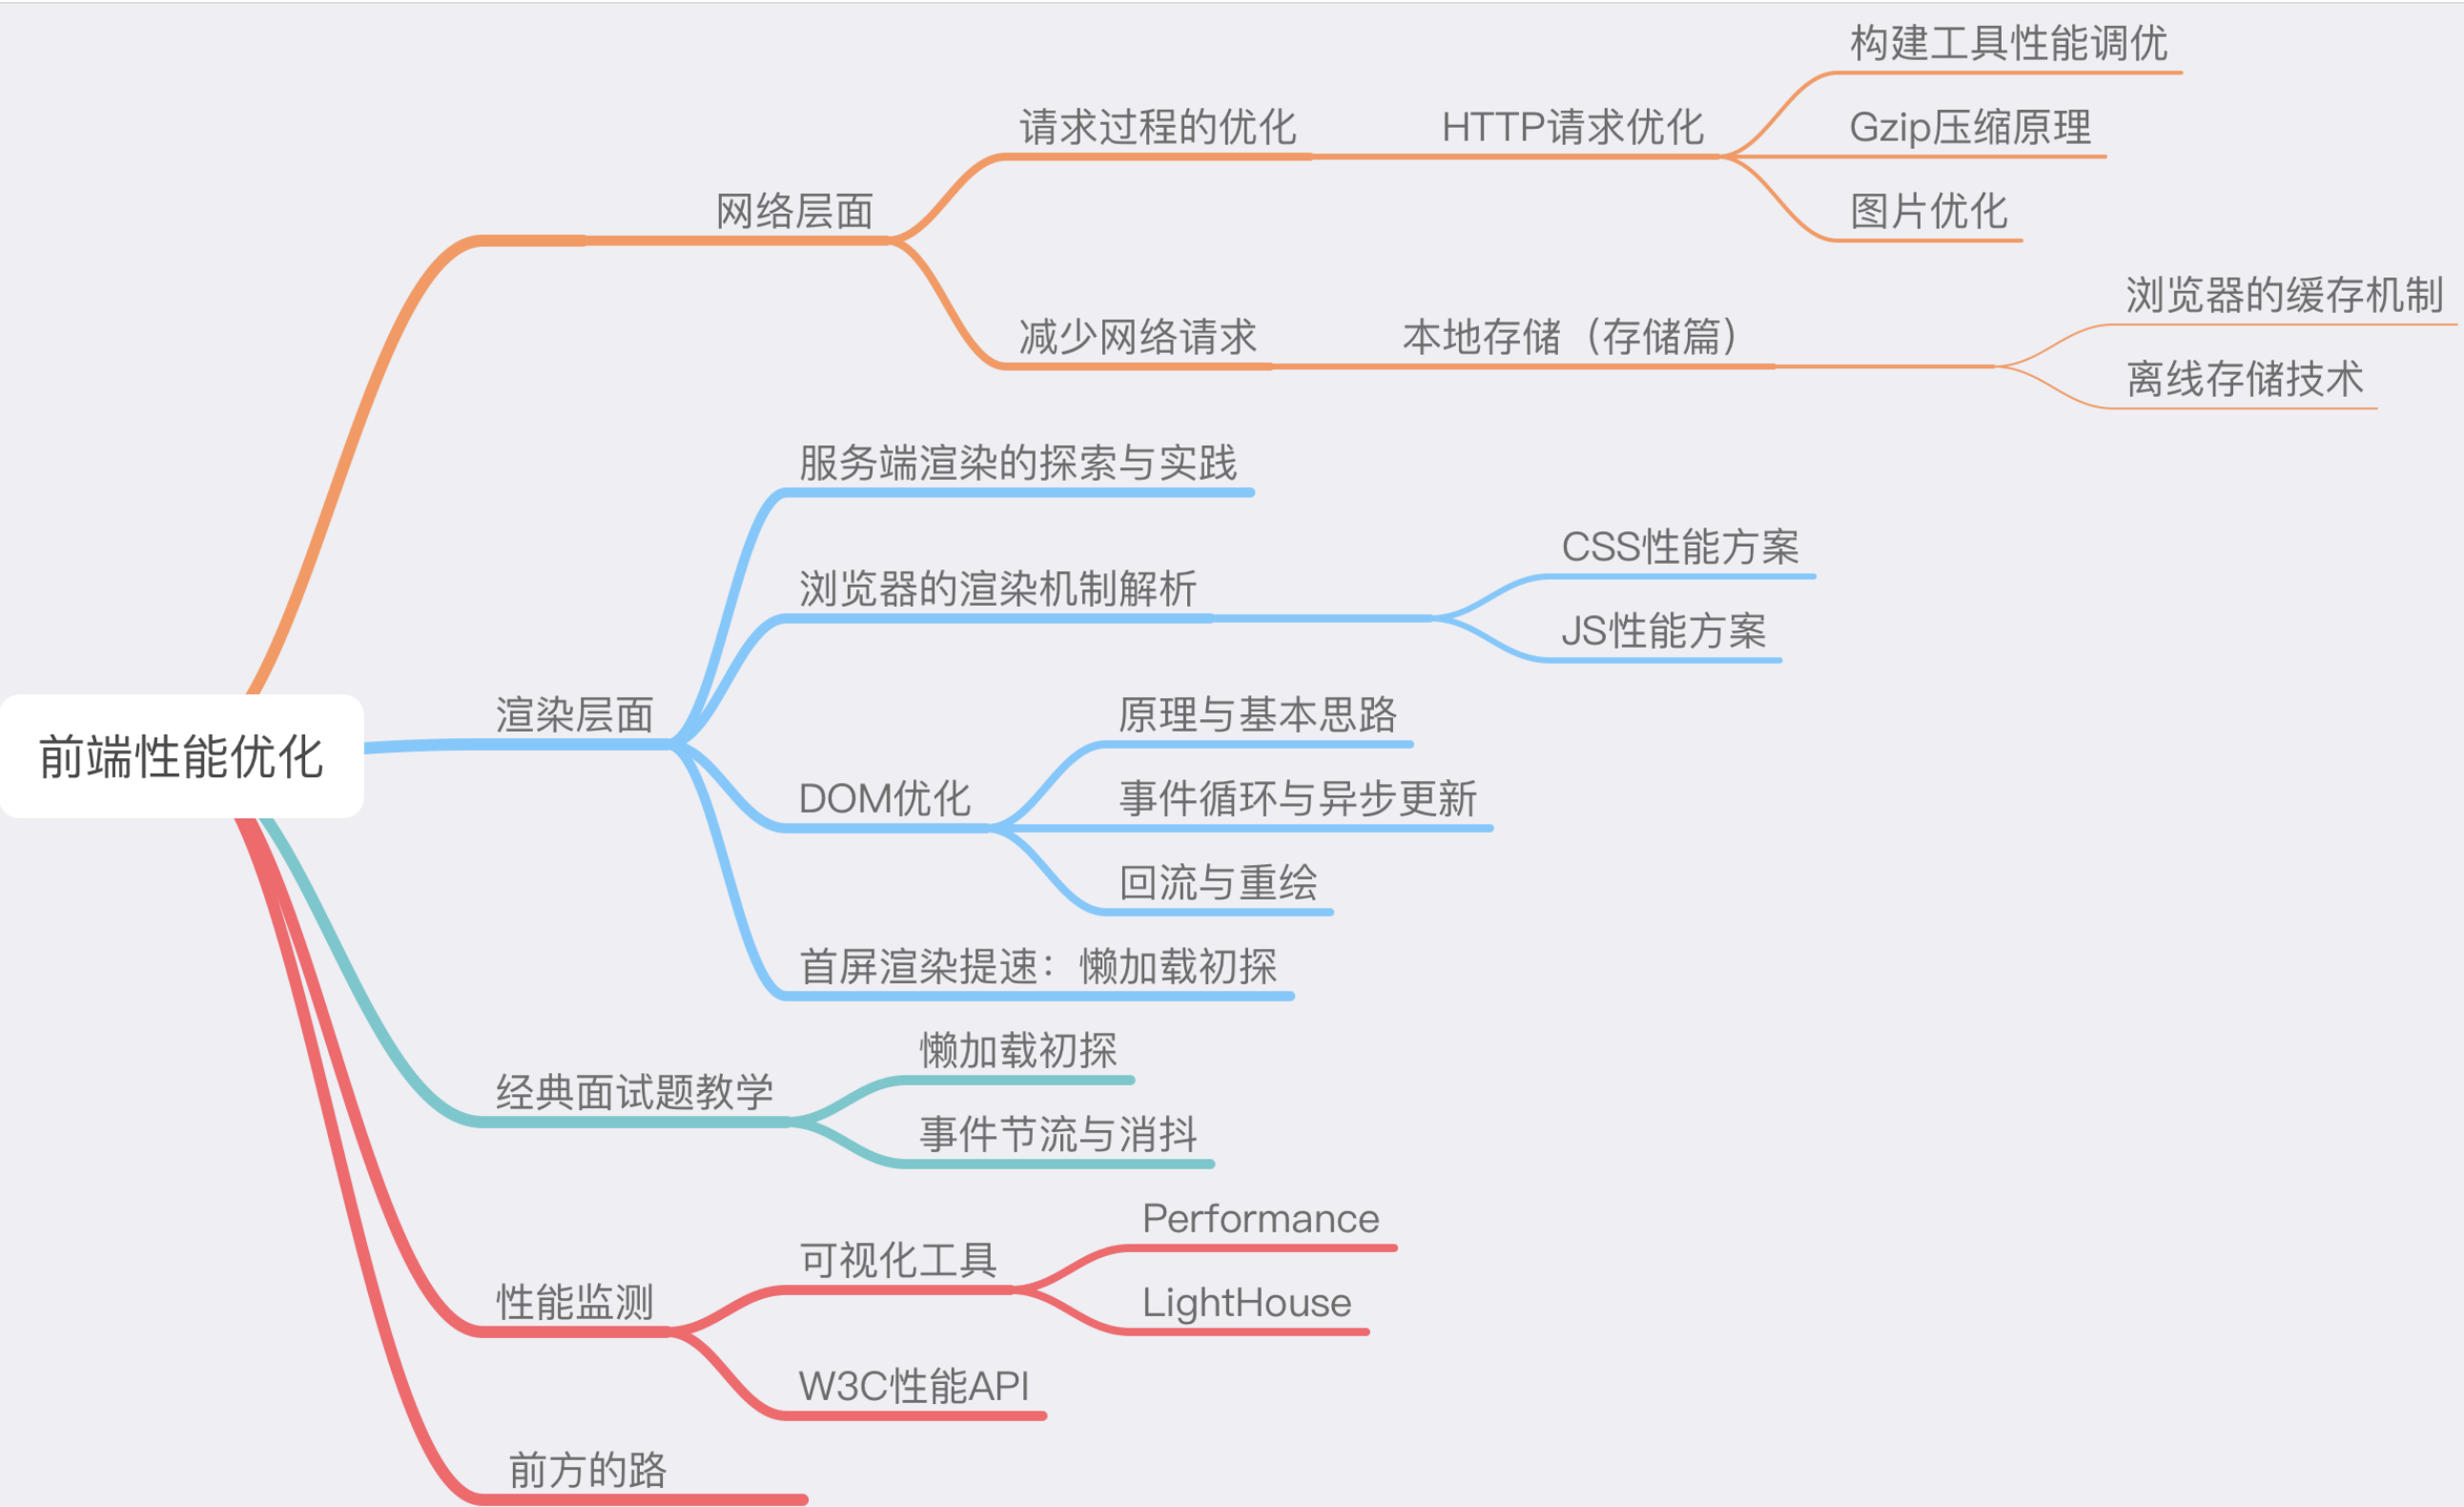 前端性能优化
网络层面
请求过程的优化
HTTP请求优化
构建工具性能调优
Gzip压缩原理
图片优化
减少网络请求
本地存储（存储篇）
浏览器的缓存机制
离线存储技术
渲染层面
服务端渲染的探索与实践
浏览器的渲染机制解析
CSS性能方案
JS性能方案
DOM优化
原理与基本思路
事件循环与异步更新
回流与重绘
首屏渲染提速：懒加载初探
经典面试题教学
懒加载初探
事件节流与消抖
性能监测
可视化工具
Performance
LightHouse
W3C性能API
前方的路